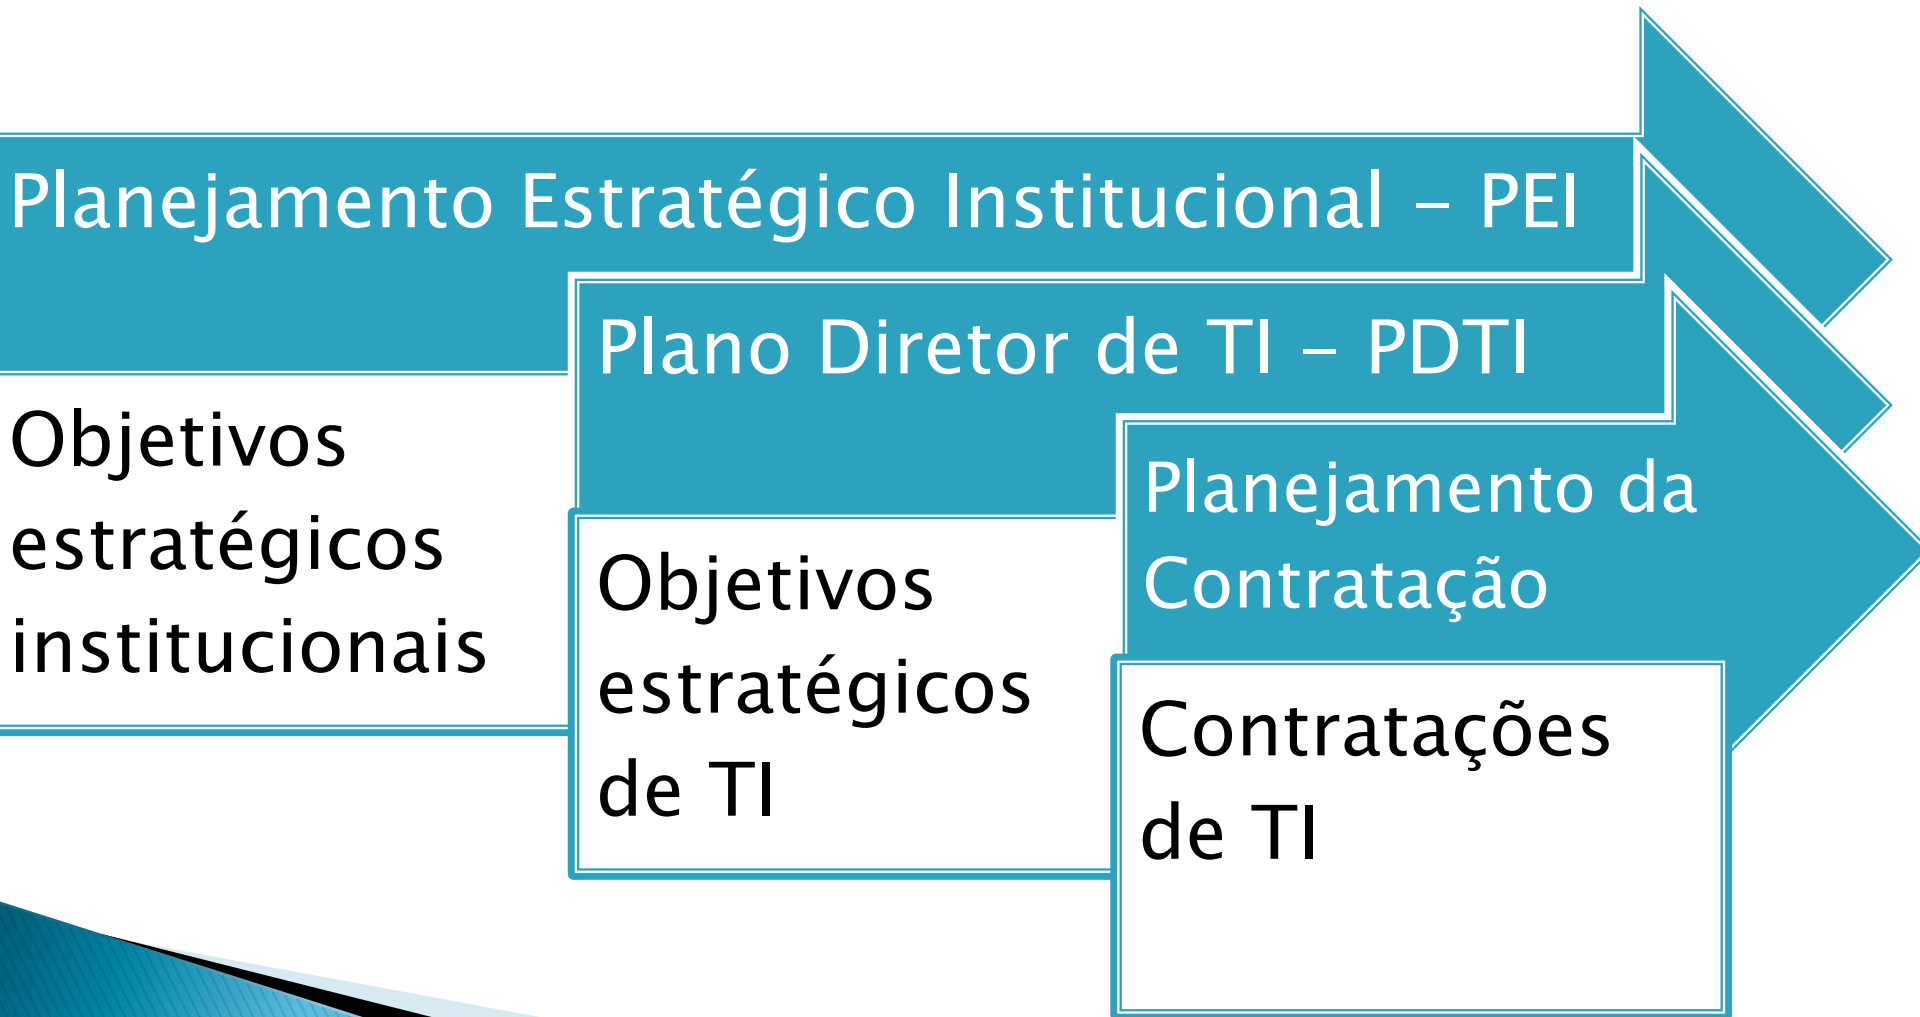 Planejamento Estratégico Institucional – PEI
Objetivos
estratégicos
institucionais
Plano Diretor de TI – PDTI
Objetivos
estratégicos
de TI
Planejamento da
Contratação
Contratações
de TI